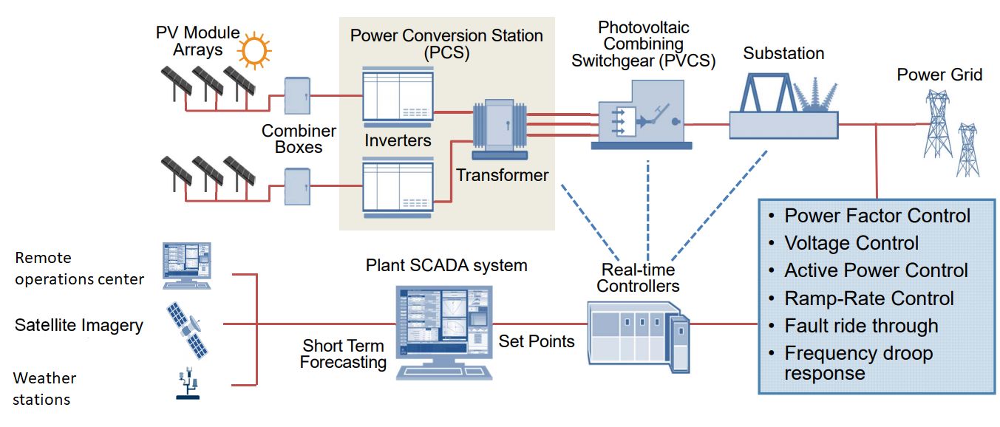 PV Module
Arrays
Power Conversion Station
(PCS)
Photovoltaic
Combining
Switchgear (PVCS)
Substation
Power Grid
Combiner
Boxes
Inverters
Transformer
Remote
operations center
Satellite Imagery
Weather
stations
Short Term
Forecasting
Plant SCADA system
Set Points
Real-time
Controllers
• Power Factor Control
• Voltage Control
• Active Power Control
• Ramp-Rate Control
• Fault ride through
• Frequency droop
response